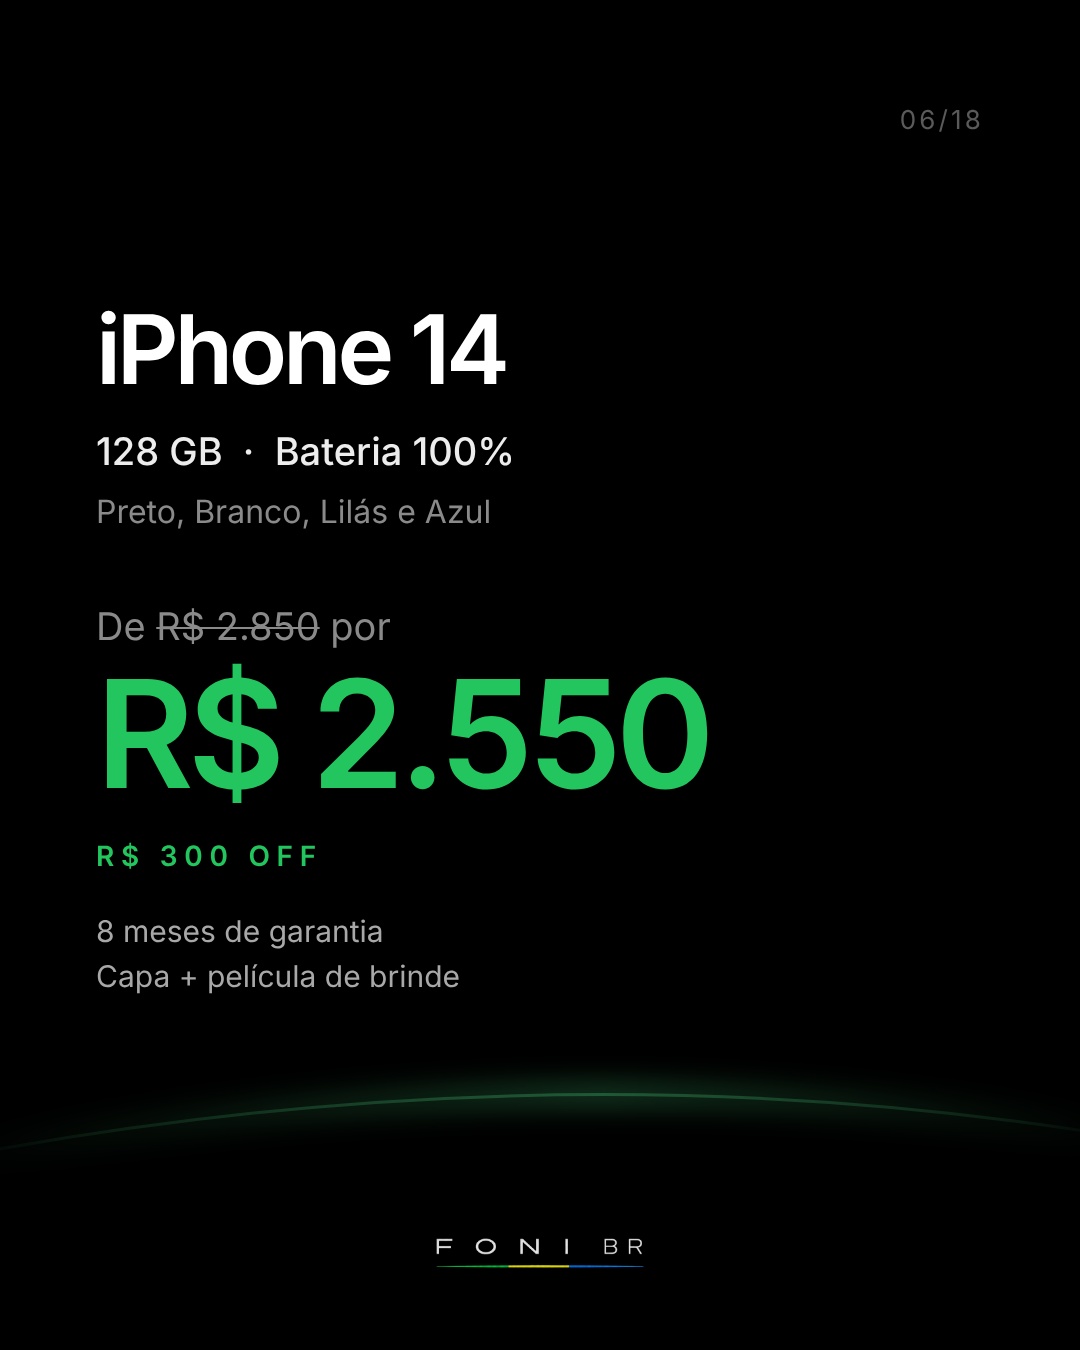 06/18
iPhone 14
128 GB · Bateria 100%
Preto, Branco, Lilás e Azul
De R$ 2.850 por
R$ 2.550
R$ 300 OFF
8 meses de garantia
Capa + película de brinde
FONI BR